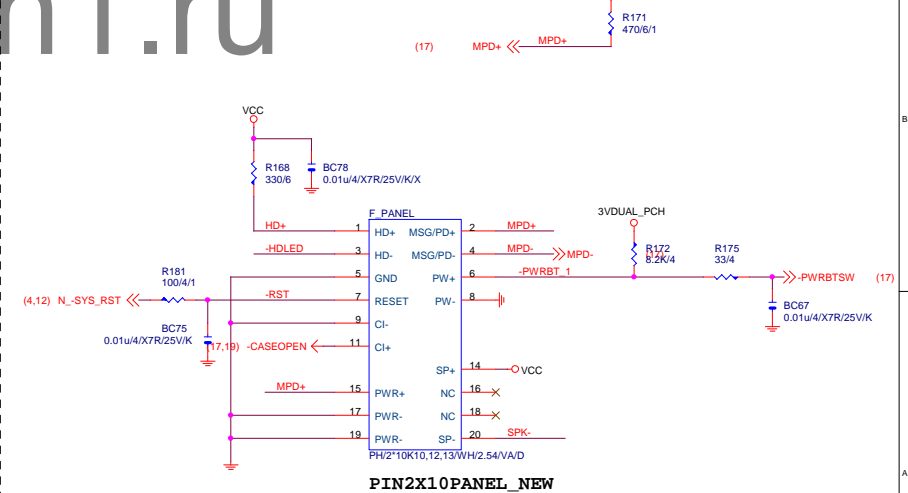 n1.ru
R171
470/6/1
(17) MPD+ MPD+
B
VCC
R168
330/6
BC78
0.01u/4/X7R/25V/K/X
F_PANEL
3VDUAL_PCH
HD+ 1 HD+ MSG/PD+ 2 MPD+
-HDLED 3 HD- MSG/PD- 4 MPD- MPD-
R172
8.2K/4
R175
33/4
5 GND PW+ 6 -PWRBT_1 -PWRBTSW (17)
R181
100/4/1
(4,12) N_-SYS_RST -RST 7 RESET PW- 8
BC67
0.01u/4/X7R/25V/K
9 CI-
BC75
0.01u/4/X7R/25V/K
(17,19) -CASEOPEN 11 CI+
SP+ 14 VCC
MPD+ 15 PWR+ NC 16
17 PWR- NC 18
19 PWR- SP- 20 SPK-
PH/2*10K10,12,13/WH/2.54/VA/D
A
PIN2X10PANEL_NEW